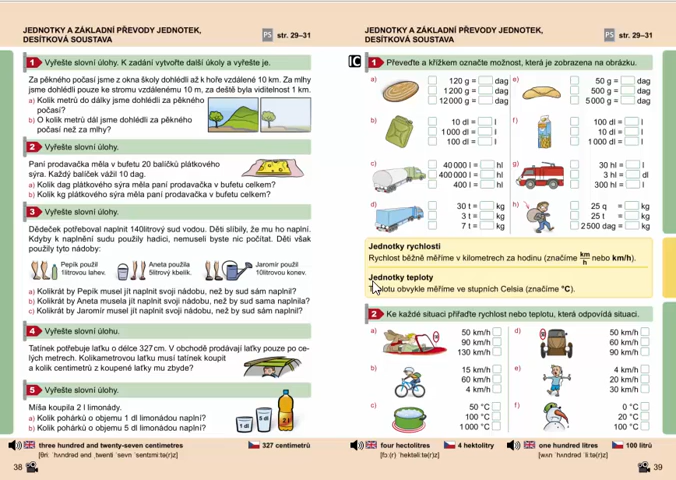 JEDNOTKY A ZÁKLADNÍ PŘEVODY JEDNOTEK,
DESÍTKOVÁ SOUSTAVA
PS str. 29–31
1 Vyřešte slovní úlohy. K zadání vytvořte další úkoly a vyřešte je.
Za pěkného počasí jsme z okna školy dohlédli až k hoře vzdálené 10 km. Za mlhy
jsme dohlédli pouze ke stromu vzdálenému 10 m, za deště byla viditelnost 1 km.
a) Kolik metrů do dálky jsme dohlédli za pěkného
počasí?
b) O kolik metrů dál jsme dohlédli za pěkného
počasí než za mlhy?
2 Vyřešte slovní úlohy.
Paní prodavačka měla v bufetu 20 balíčků plátkového
sýra. Každý balíček vážil 10 dag.
a) Kolik dag plátkového sýra měla paní prodavačka v bufetu celkem?
b) Kolik kg plátkového sýra měla paní prodavačka v bufetu celkem?
3 Vyřešte slovní úlohy.
Dědeček potřeboval naplnit 140litrový sud vodou. Děti slíbily, že mu ho naplní.
Kdyby k naplnění sudu použily hadici, nemuseli byste nic počítat. Děti však
použily tyto nádoby:
Pepík použil
1litrovou lahev.
Aneta použila
5litrový kbelík.
Jaromír použil
10litrovou konev.
a) Kolikrát by Pepík musel jít naplnit svoji nádobu, než by sud sám naplnil?
b) Kolikrát by Aneta musela jít naplnit svoji nádobu, než by sud sama naplnila?
c) Kolikrát by Jaromír musel jít naplnit svoji nádobu, než by sud sám naplnil?
4 Vyřešte slovní úlohu.
Tatínek potřebuje laťku o délce 327 cm. V obchodě prodávají laťky pouze po ce-
lých metrech. Kolikametrovou laťku musí tatínek koupit
a kolik centimetrů z koupené laťky mu zbyde?
5 Vyřešte slovní úlohy.
Míša koupila 2 l limonády.
a) Kolik pohárků o objemu 1 dl limonádou naplní?
b) Kolik pohárků o objemu 5 dl limonádou naplní?
1 dl
5 dl
2 l
three hundred and twenty-seven centimetres
327 centimetrů
38
JEDNOTKY A ZÁKLADNÍ PŘEVODY JEDNOTEK,
DESÍTKOVÁ SOUSTAVA
PS str. 29–31
1 Převeďte a křížkem označte možnost, která je zobrazena na obrázku.
a)
120 g = dag
1 200 g = dag
12 000 g = dag
e)
50 g = dag
500 g = dag
5 000 g = dag
b)
10 dl = l
1 000 dl = l
100 dl = l
f)
100 dl = l
10 dl = l
1 000 dl = l
c)
40 000 l = hl
400 000 l = hl
400 l = hl
g)
30 hl = l
3 hl = dl
300 hl = l
d)
30 t = kg
3 t = kg
7 t = kg
h)
25 q = kg
25 t = kg
2 500 dag = kg
Jednotky rychlosti
Rychlost běžně měříme v kilometrech za hodinu (značíme km/h nebo km/h).
Jednotky teploty
Teplotu obvykle měříme ve stupních Celsia (značíme °C).
2 Ke každé situaci přiřaďte rychlost nebo teplotu, která odpovídá situaci.
a)
50 km/h
90 km/h
130 km/h
d)
50 km/h
60 km/h
90 km/h
b)
15 km/h
60 km/h
4 km/h
e)
4 km/h
20 km/h
30 km/h
c)
50 °C
100 °C
1 000 °C
f)
0 °C
20 °C
100 °C
four hectolitres
4 hektolitry
one hundred litres
100 litrů
39